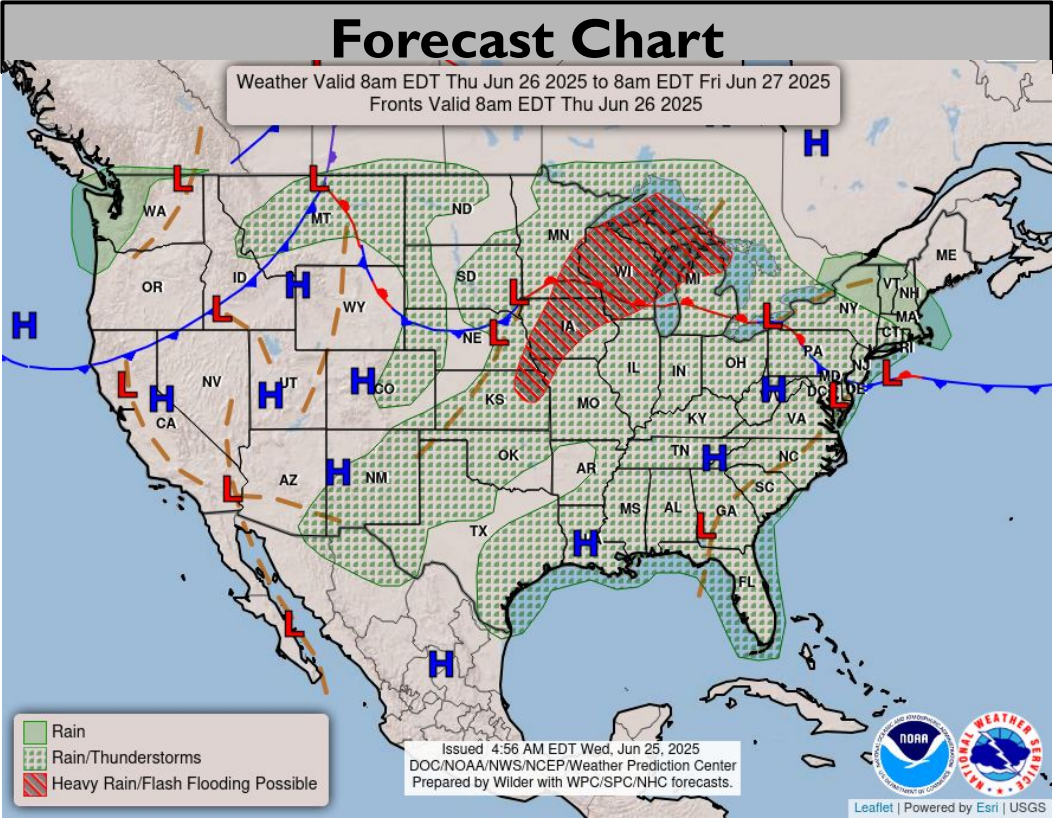 Forecast Chart
Weather Valid 8am EDT Thu Jun 26 2025 to 8am EDT Fri Jun 27 2025
Fronts Valid 8am EDT Thu Jun 26 2025
H
L
L
WA
MT
ND
MN
ME
OR
ID
H
WY
SD
WI
MI
VT
NH
NY
MA
H
L
L
L
IA
L
CT
RI
NE
L
PA
NJ
OH
IL
IN
MD
DE
DC
L
L
H
NV
H
UT
H
CO
L
H
CA
KS
MO
KY
VA
H
AZ
NM
OK
AR
TN
H
NC
L
SC
MS
AL
GA
L
TX
H
FL
L
H
Rain
Rain/Thunderstorms
Heavy Rain/Flash Flooding Possible
Issued 4:56 AM EDT Wed, Jun 25, 2025
DOC/NOAA/NWS/NCEP/Weather Prediction Center
Prepared by Wilder with WPC/SPC/NHC forecasts.
NOAA
NATIONAL WEATHER SERVICE
Leaflet | Powered by Esri | USGS